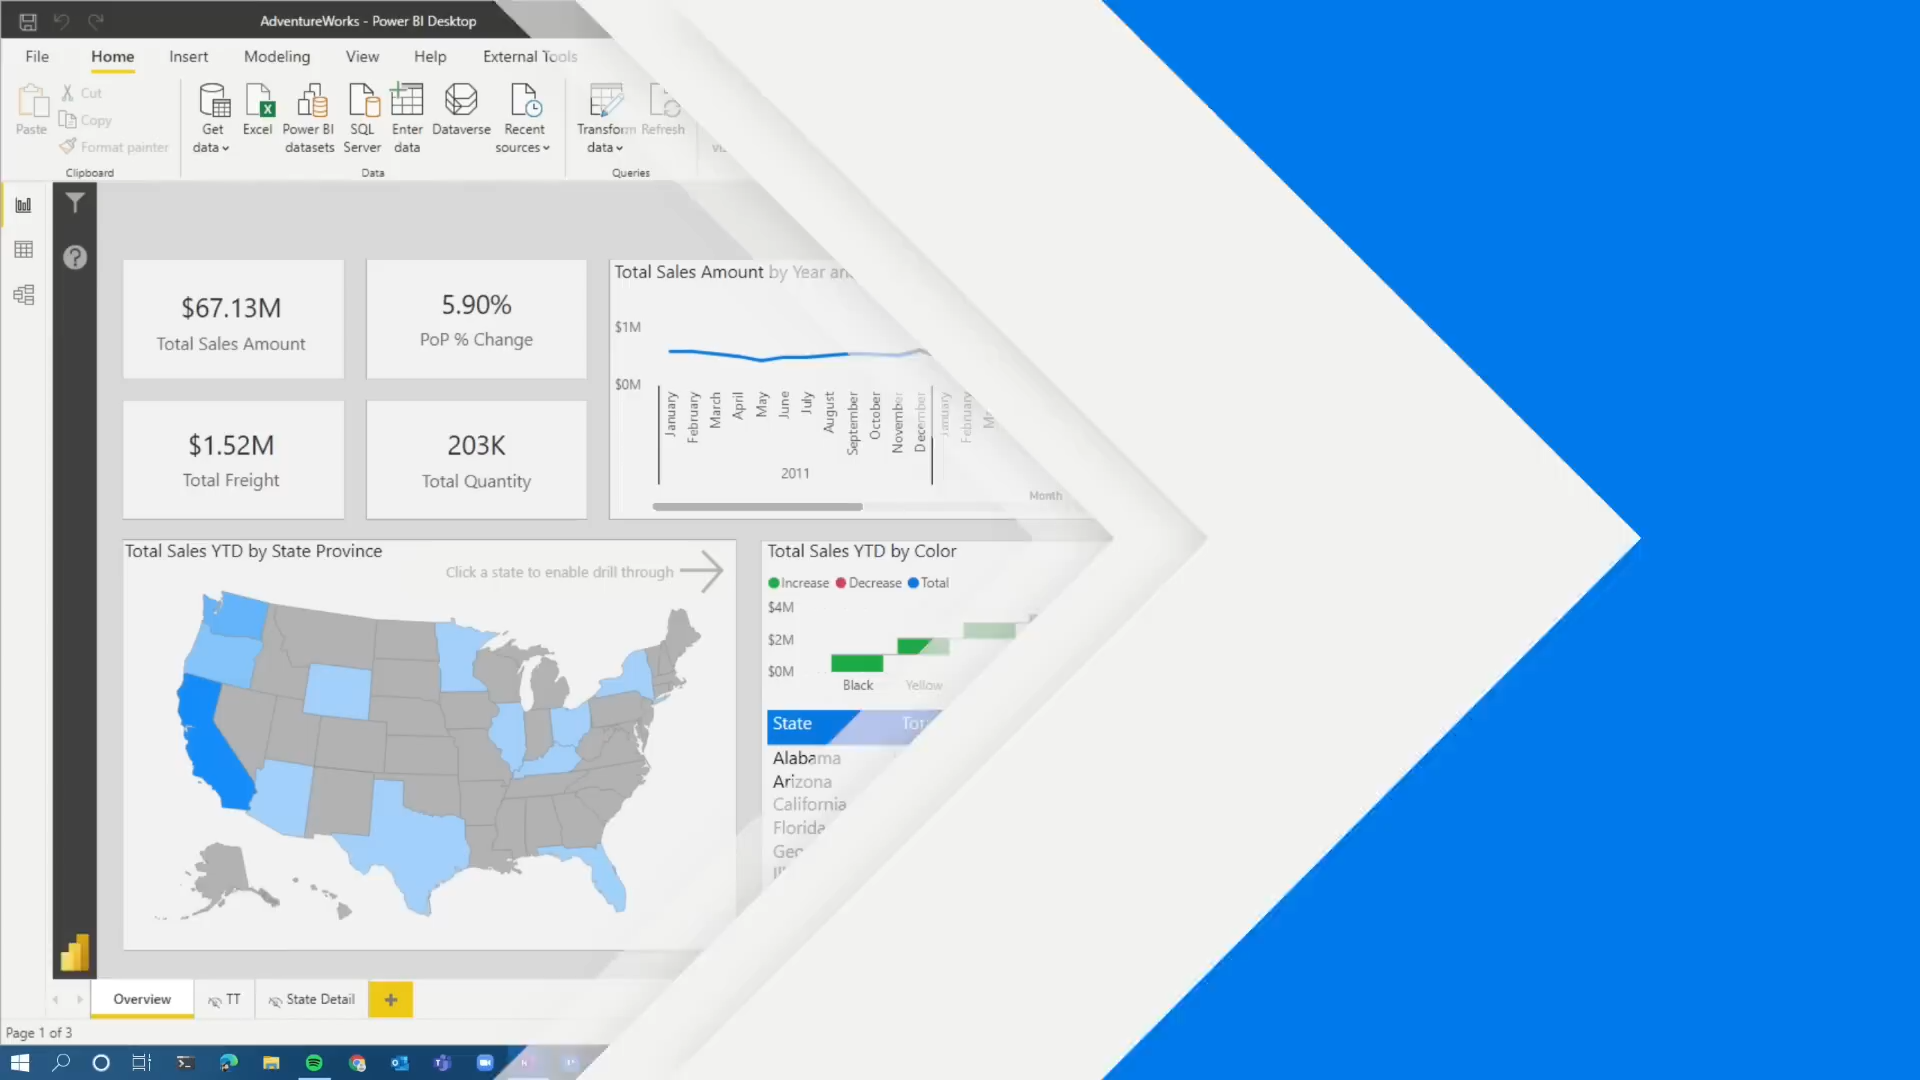 AdventureWorks - Power BI Desktop
File Home Insert Modeling View Help External Tools
Paste
Cut
Copy
Format painter
Clipboard
Get data
Excel
Power BI datasets
SQL Server
Enter data
Dataverse
Recent sources
Data
Transform data
Refresh
Queries
$67.13M
Total Sales Amount
5.90%
PoP % Change
$1.52M
Total Freight
203K
Total Quantity
Total Sales Amount by Year
$1M
$0M
January
February
March
April
May
June
July
August
September
October
November
December
January
February
2011
Month
Total Sales YTD by State Province
Click a state to enable drill through
Total Sales YTD by Color
Increase Decrease Total
$4M
$2M
$0M
Black Yellow
State
Alabama
Arizona
California
Florida
Overview TT State Detail +
Page 1 of 3